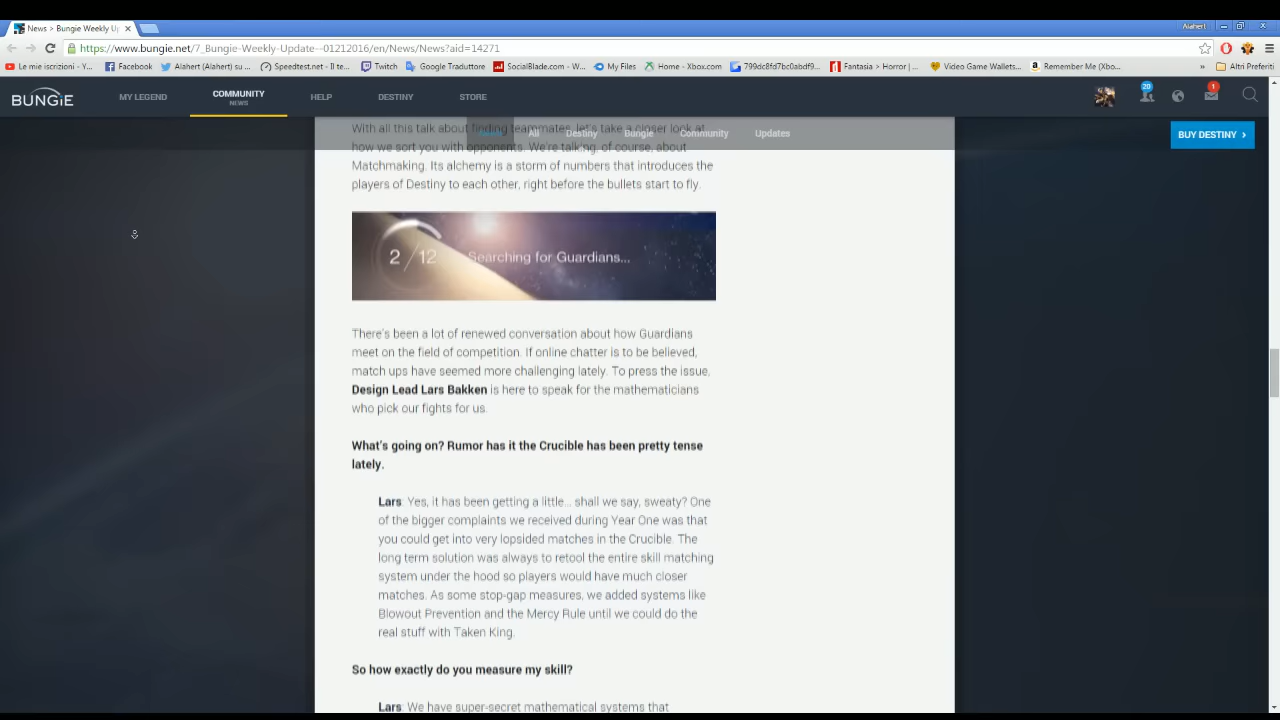 News > Bungie Weekly Up
Alahert
https://www.bungie.net/7_Bungie-Weekly-Update--01212016/en/News/News?aid=14271
Le mie iscrizioni - Y...
Facebook
Alahert (Alahert) su ...
Speedtest.net - Il te...
Twitch
Google Traduttore
SocialBlade.com - W...
My Files
Home - Xbox.com
799dc8fd7bc0abdf9...
Fantasia > Horror | ...
Video Game Wallets...
Remember Me (Xbo...
»
Altri Preferiti
BUNGiE
MY LEGEND
COMMUNITY
NEWS
HELP
DESTINY
STORE
20
1
With all this talk about finding teammates, let's take a closer look at
All
Destiny
Bungie
Community
Updates
BUY DESTINY >
how we sort you with opponents. We're talking, of course, about
Matchmaking. Its alchemy is a storm of numbers that introduces the
players of Destiny to each other, right before the bullets start to fly.
2/12 Searching for Guardians...
There's been a lot of renewed conversation about how Guardians
meet on the field of competition. If online chatter is to be believed,
match ups have seemed more challenging lately. To press the issue,
Design Lead Lars Bakken is here to speak for the mathematicians
who pick our fights for us.
What's going on? Rumor has it the Crucible has been pretty tense
lately.
Lars: Yes, it has been getting a little... shall we say, sweaty? One
of the bigger complaints we received during Year One was that
you could get into very lopsided matches in the Crucible. The
long term solution was always to retool the entire skill matching
system under the hood so players would have much closer
matches. As some stop-gap measures, we added systems like
Blowout Prevention and the Mercy Rule until we could do the
real stuff with Taken King.
So how exactly do you measure my skill?
Lars: We have super-secret mathematical systems that